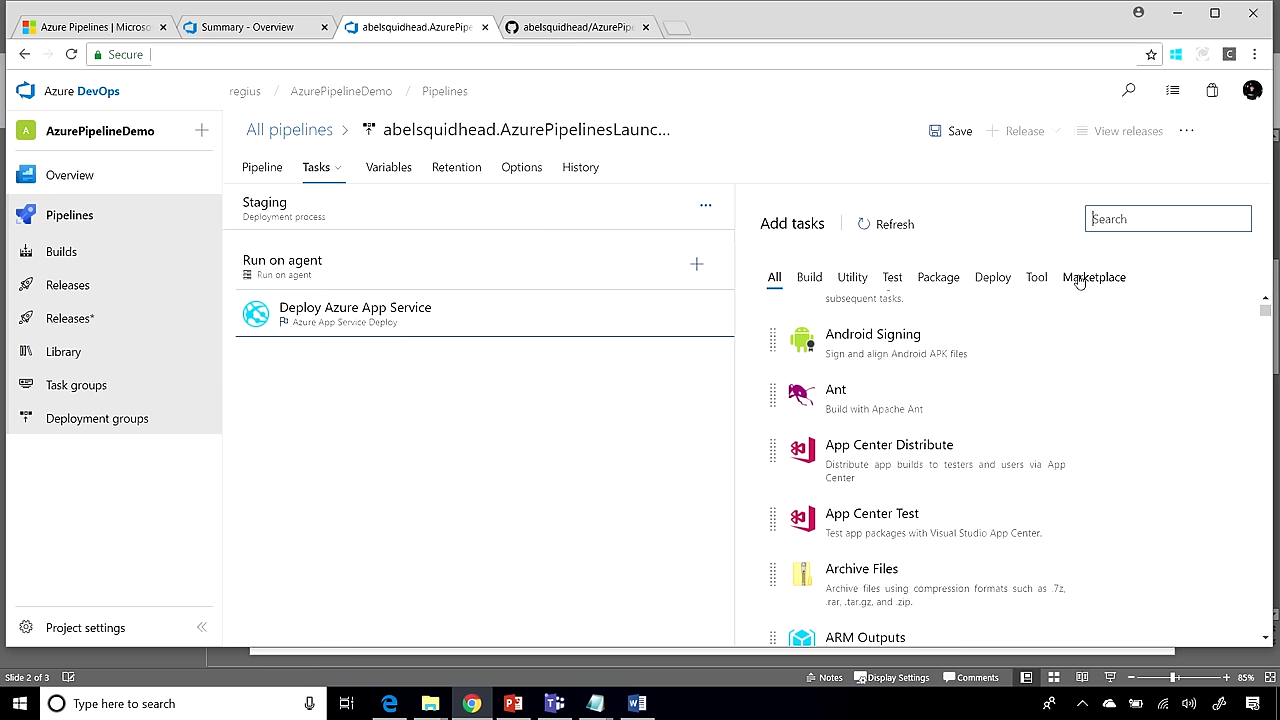 Azure Pipelines | Microso
Summary - Overview
abelsquidhead.AzurePipe
abelsquidhead/AzurePip
Secure
Azure DevOps
regius / AzurePipelineDemo / Pipelines
A AzurePipelineDemo
All pipelines > abelsquidhead.AzurePipelinesLaunc...
Save
Release
View releases
Overview
Pipelines
Builds
Releases
Releases*
Library
Task groups
Deployment groups
Project settings
Pipeline Tasks Variables Retention Options History
Staging
Deployment process
Run on agent
Run on agent
Deploy Azure App Service
Azure App Service Deploy
Add tasks
Refresh
Search
All Build Utility Test Package Deploy Tool Marketplace
subsequent tasks.
Android Signing
Sign and align Android APK files
Ant
Build with Apache Ant
App Center Distribute
Distribute app builds to testers and users via App
Center
App Center Test
Test app packages with Visual Studio App Center.
Archive Files
Archive files using compression formats such as .7z,
.rar, .tar.gz, and .zip.
ARM Outputs
Slide 2 of 3
Notes
Display Settings
Comments
85%
Type here to search